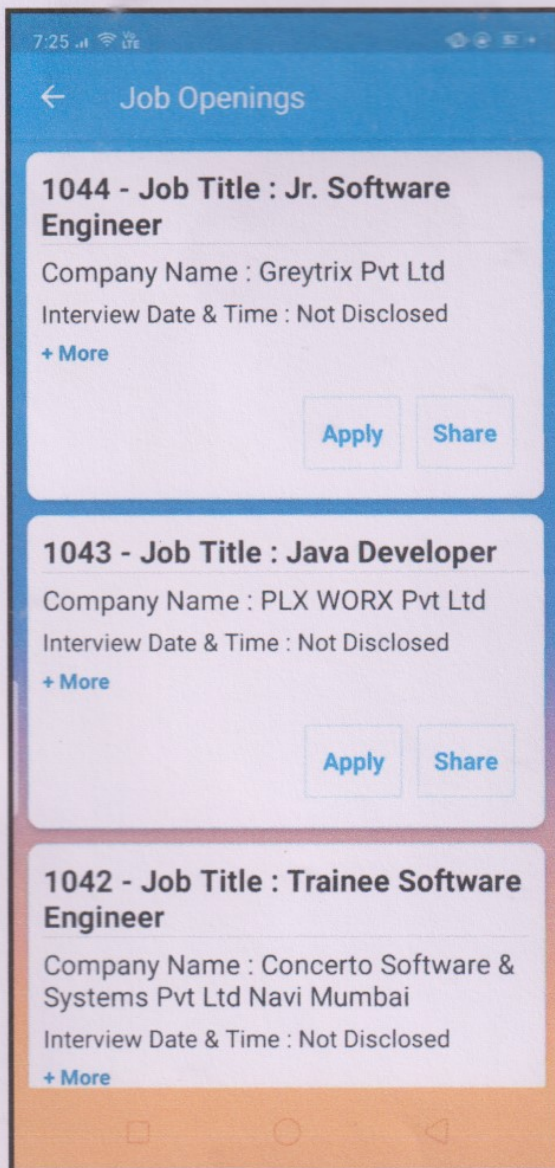 7:25
Vo
LTE
Job Openings
1044 - Job Title : Jr. Software
Engineer
Company Name : Greytrix Pvt Ltd
Interview Date & Time : Not Disclosed
+ More
Apply Share
1043 - Job Title : Java Developer
Company Name : PLX WORX Pvt Ltd
Interview Date & Time : Not Disclosed
+ More
Apply Share
1042 - Job Title : Trainee Software
Engineer
Company Name : Concerto Software &
Systems Pvt Ltd Navi Mumbai
Interview Date & Time : Not Disclosed
+ More